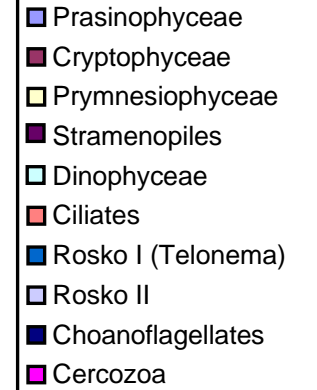 Prasinophyceae
Cryptophyceae
Prymnesiophyceae
Stramenopiles
Dinophyceae
Ciliates
Rosko I (Telonema)
Rosko II
Choanoflagellates
Cercozoa